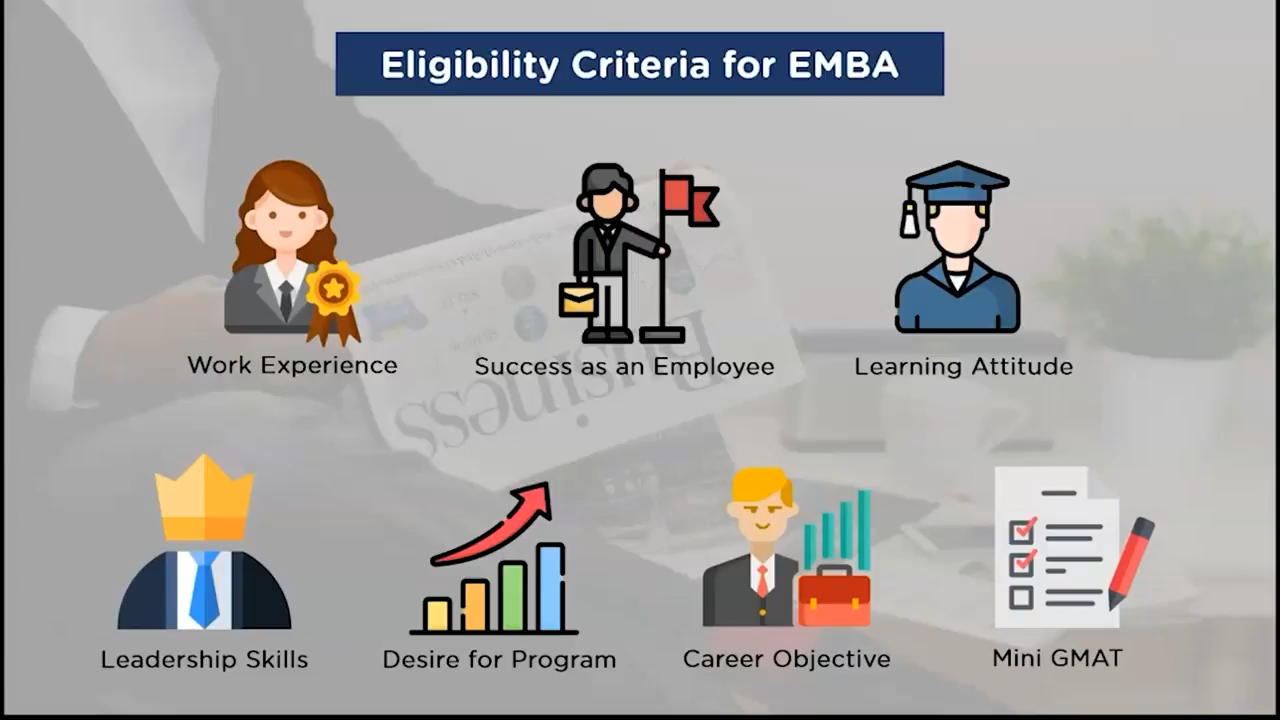 Eligibility Criteria for EMBA
Work Experience
Success as an Employee
Learning Attitude
Business
Leadership Skills
Desire for Program
Career Objective
Mini GMAT